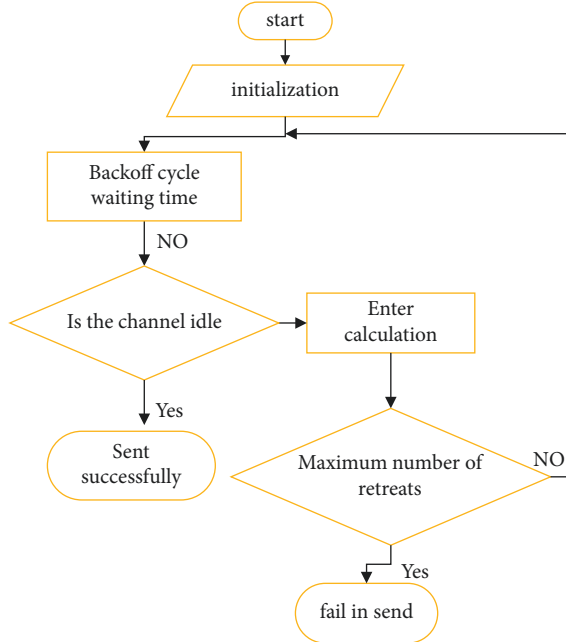 start
initialization
Backoff cycle
waiting time
NO
Is the channel idle
Enter
calculation
Yes
Sent
successfully
Maximum number of
retreats
NO
Yes
fail in send